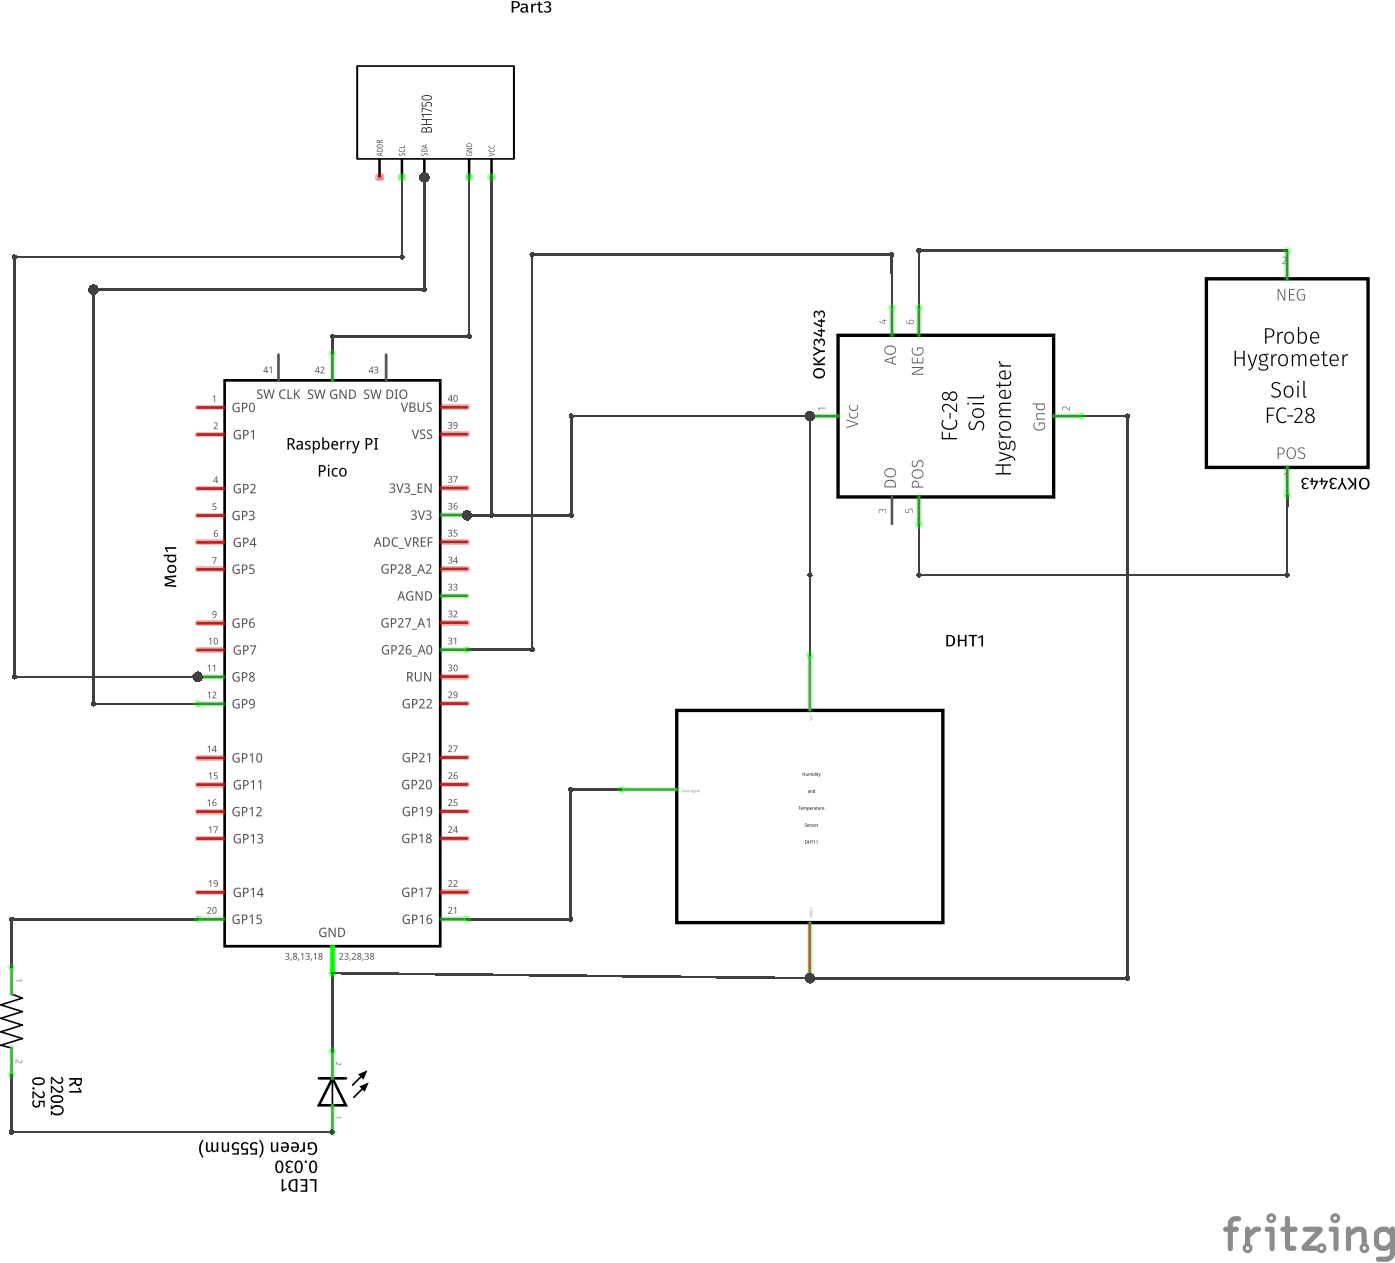 Part3
BH1750
ADDR
SCL
SDA
GND
VCC
41
42
43
SW CLK
SW GND
SW DIO
1
GP0
2
GP1
4
GP2
5
GP3
6
GP4
7
GP5
9
GP6
10
GP7
11
GP8
12
GP9
14
GP10
15
GP11
16
GP12
17
GP13
19
GP14
20
GP15
Raspberry PI
Pico
Mod1
VBUS
40
VSS
39
3V3_EN
37
3V3
36
ADC_VREF
35
GP28_A2
34
AGND
33
GP27_A1
32
GP26_A0
31
RUN
30
GP22
29
GP21
27
GP20
26
GP19
25
GP18
24
GP17
22
GP16
21
GND
3,8,13,18
23,28,38
OKY3443
4
6
AO
NEG
1
Vcc
FC-28
Soil
Hygrometer
Gnd
2
DO
POS
3
5
2
NEG
Probe
Hygrometer
Soil
FC-28
POS
1
OKY3443
DHT1
Humidity
and
Temperature
Sensor
DHT11
1
2
R1
220Ω
0.25
2
1
Green (555nm)
0.030
LED1
fritzing